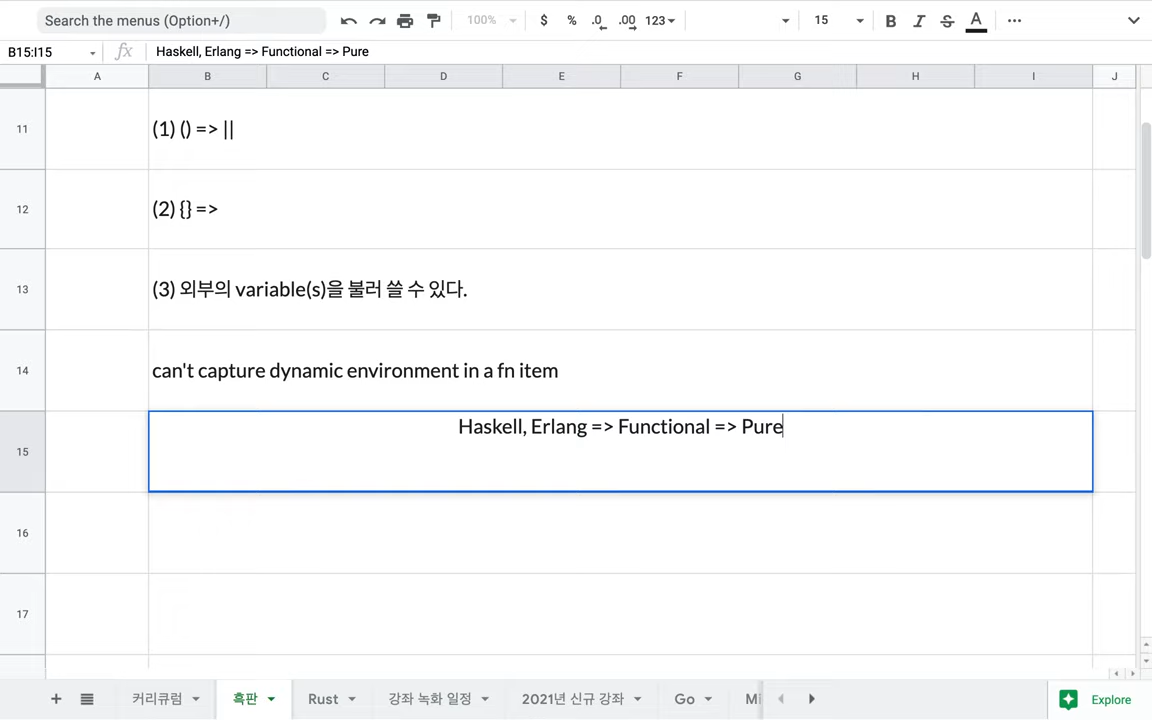 Search the menus (Option+/)
100%
$ % .0 .00 123
15
B I S A
B15:I15
fx
Haskell, Erlang => Functional => Pure
A B C D E F G H I J
11
(1) () => ||
12
(2) {} =>
13
(3) 외부의 variable(s)을 불러 쓸 수 있다.
14
can't capture dynamic environment in a fn item
15
Haskell, Erlang => Functional => Pure
16
17
커리큐럼 흑판 Rust 강좌 녹화 일정 2021년 신규 강좌 Go Mi
Explore